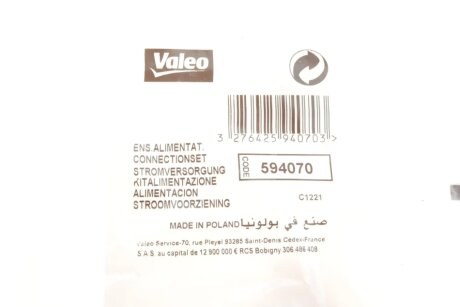 Valeo
3 276425 940703 >
ENS.ALIMENTAT.
CONNECTIONSET
STROMVERSORGUNG
KITALIMENTAZIONE
ALIMENTACION
STROOMVOORZIENING
CODE 594070
C1221
MADE IN POLAND صنع في بولونيا
Valeo Service-70, rue Pleyel 93285 Saint-Denis Cedex-France
S.A.S. au capital de 12 900 000 € RCS Bobigny 306 486 408